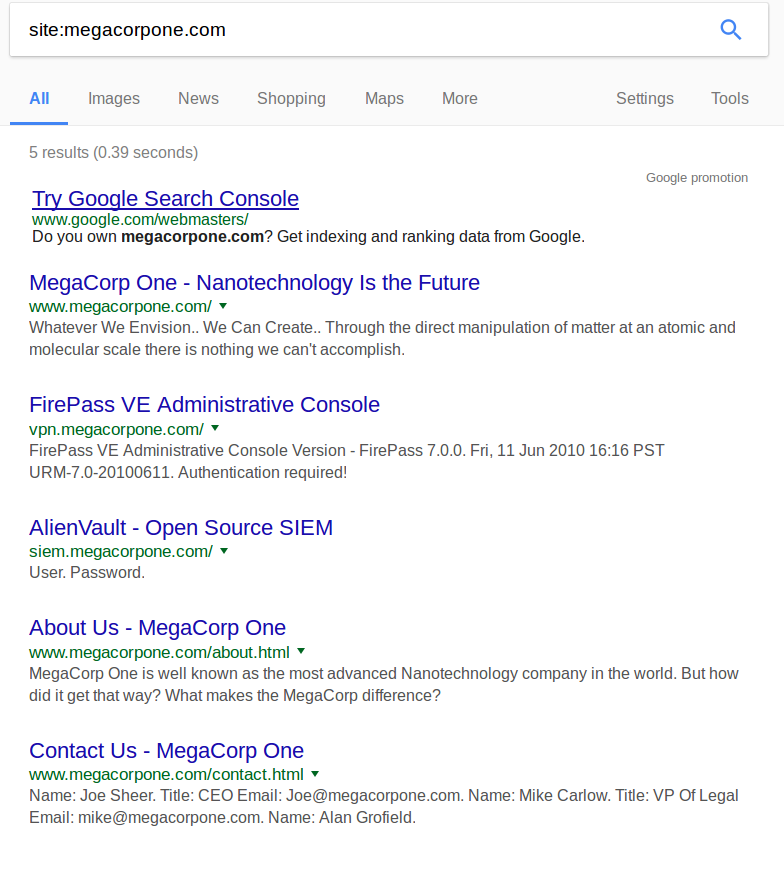 site:megacorpone.com
All Images News Shopping Maps More Settings Tools
5 results (0.39 seconds)
Google promotion
Try Google Search Console
www.google.com/webmasters/
Do you own megacorpone.com? Get indexing and ranking data from Google.
MegaCorp One - Nanotechnology Is the Future
www.megacorpone.com/
Whatever We Envision.. We Can Create.. Through the direct manipulation of matter at an atomic and
molecular scale there is nothing we can't accomplish.
FirePass VE Administrative Console
vpn.megacorpone.com/
FirePass VE Administrative Console Version - FirePass 7.0.0. Fri, 11 Jun 2010 16:16 PST
URM-7.0-20100611. Authentication required!
AlienVault - Open Source SIEM
siem.megacorpone.com/
User. Password.
About Us - MegaCorp One
www.megacorpone.com/about.html
MegaCorp One is well known as the most advanced Nanotechnology company in the world. But how
did it get that way? What makes the MegaCorp difference?
Contact Us - MegaCorp One
www.megacorpone.com/contact.html
Name: Joe Sheer. Title: CEO Email: Joe@megacorpone.com. Name: Mike Carlow. Title: VP Of Legal
Email: mike@megacorpone.com. Name: Alan Grofield.